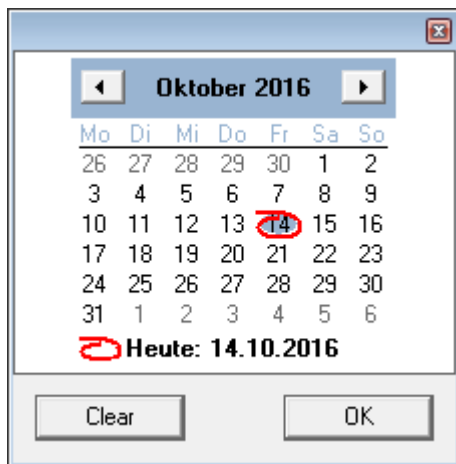 Oktober 2016
Mo Di Mi Do Fr Sa So
26 27 28 29 30 1 2
3 4 5 6 7 8 9
10 11 12 13 14 15 16
17 18 19 20 21 22 23
24 25 26 27 28 29 30
31 1 2 3 4 5 6
Heute: 14.10.2016
Clear OK